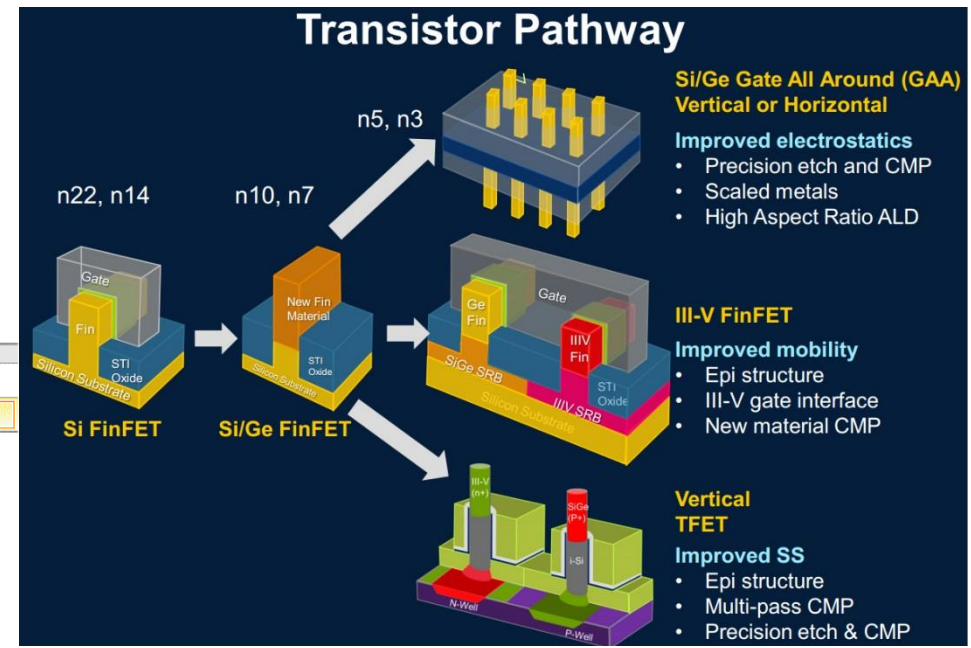 Transistor Pathway
n22, n14
n10, n7
n5, n3
Gate
Fin
STI
Oxide
Silicon Substrate
Si FinFET
New Fin
Material
STI
Oxide
Silicon Substrate
Si/Ge FinFET
Si/Ge Gate All Around (GAA)
Vertical or Horizontal
Improved electrostatics
• Precision etch and CMP
• Scaled metals
• High Aspect Ratio ALD
Ge
Fin
Gate
IIIV
Fin
SiGe SRB
STI
Oxide
IIIV SRB
Silicon Substrate
III-V FinFET
Improved mobility
• Epi structure
• III-V gate interface
• New material CMP
III-V
(n+)
SiGe
(P+)
i-Si
N-Well
P-Well
Vertical
TFET
Improved SS
• Epi structure
• Multi-pass CMP
• Precision etch & CMP